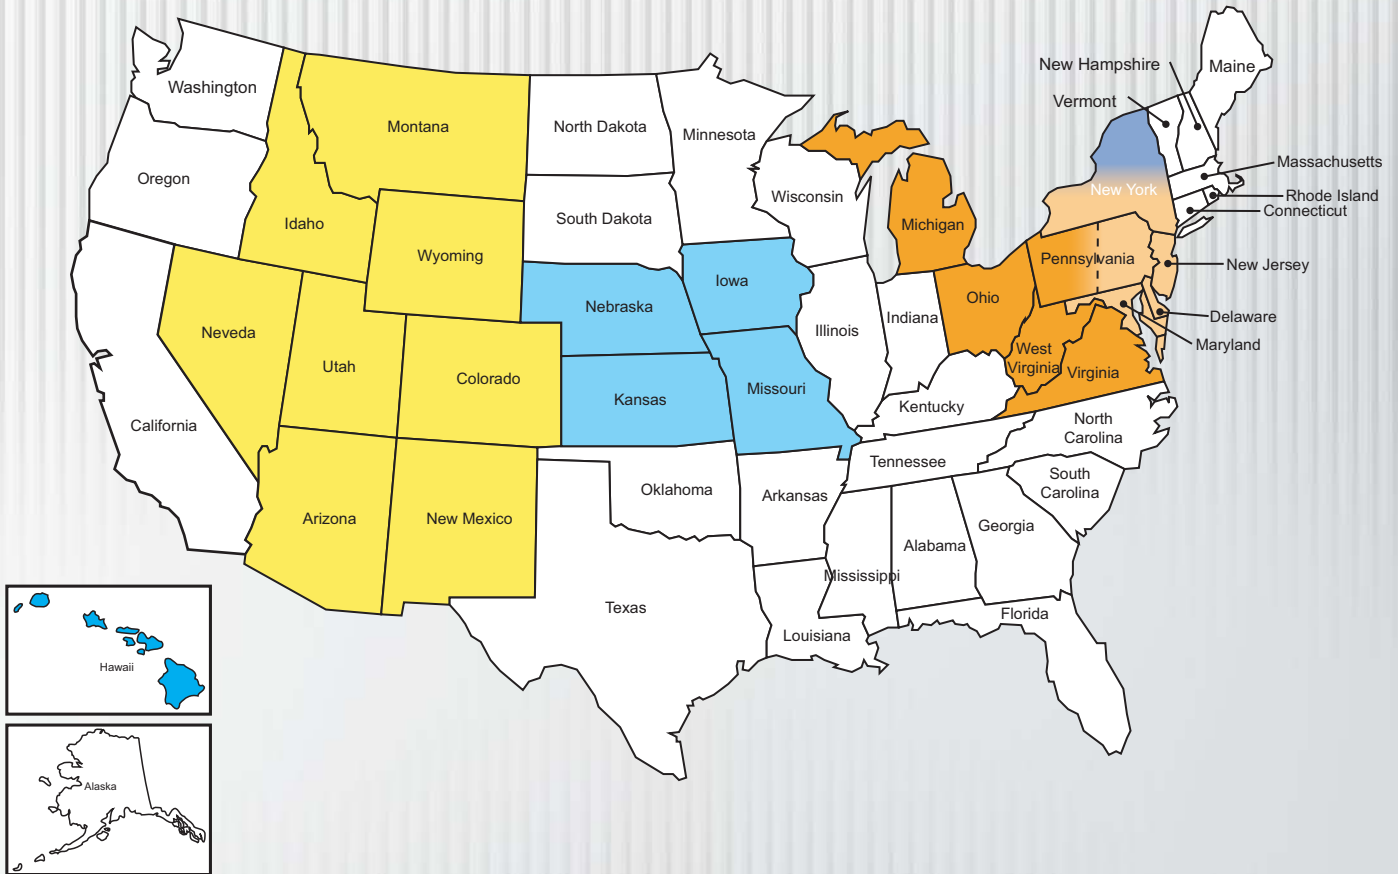 Washington
Oregon
California
Montana
Idaho
Wyoming
Neveda
Utah
Colorado
Arizona
New Mexico
North Dakota
South Dakota
Nebraska
Kansas
Oklahoma
Texas
Minnesota
Iowa
Missouri
Arkansas
Louisiana
Wisconsin
Illinois
Indiana
Michigan
Ohio
Kentucky
Tennessee
Mississippi
Alabama
Georgia
Florida
South
Carolina
North
Carolina
Virginia
West
Virginia
Pennsylvania
New York
Vermont
New Hampshire
Maine
Massachusetts
Rhode Island
Connecticut
New Jersey
Delaware
Maryland
Hawaii
Alaska